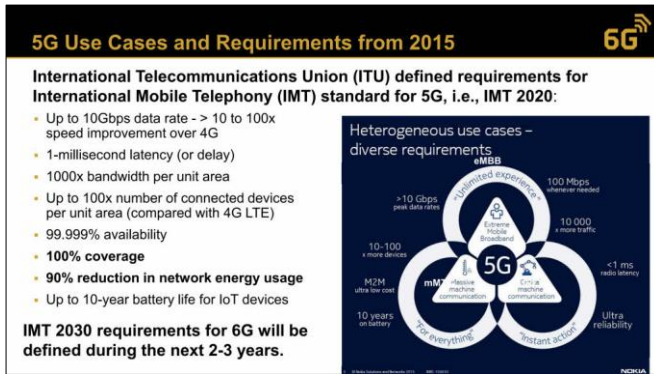 5G Use Cases and Requirements from 2015
6G
International Telecommunications Union (ITU) defined requirements for
International Mobile Telephony (IMT) standard for 5G, i.e., IMT 2020:
Up to 10Gbps data rate - > 10 to 100x
speed improvement over 4G
1-millisecond latency (or delay)
1000x bandwidth per unit area
Up to 100x number of connected devices
per unit area (compared with 4G LTE)
99.999% availability
100% coverage
90% reduction in network energy usage
Up to 10-year battery life for IoT devices
IMT 2030 requirements for 6G will be
defined during the next 2-3 years.
Heterogeneous use cases –
diverse requirements
eMBB
"Unlimited experience"
>10 Gbps
peak data rates
100 Mbps
whenever needed
10 000
x more traffic
Extreme
Mobile
Broadband
10-100
x more devices
5G
<1 ms
radio latency
M2M
ultra low cost
Massive
machine
communication
machine
communication
10 years
on battery
Ultra
reliability
"For everything"
"Instant action"
NOKIA